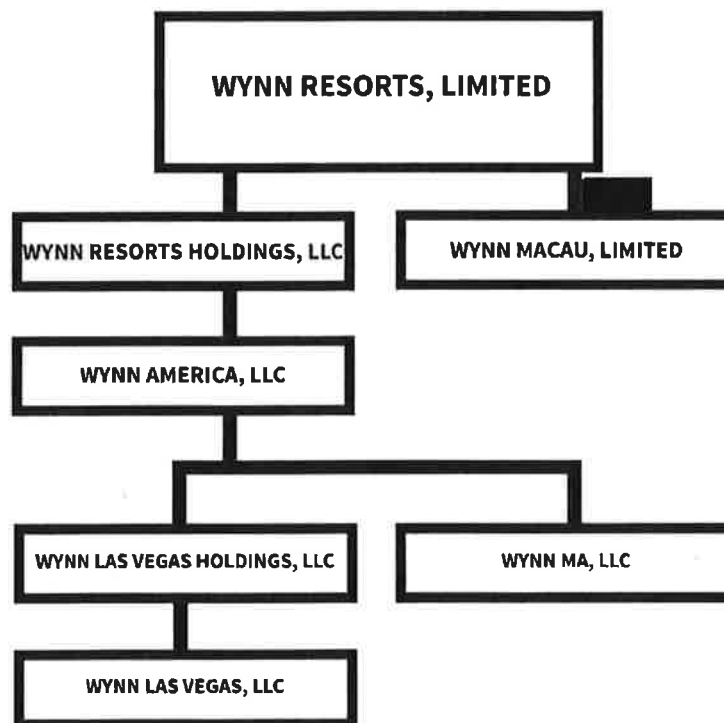 WYNN RESORTS, LIMITED
WYNN RESORTS HOLDINGS, LLC
WYNN MACAU, LIMITED
WYNN AMERICA, LLC
WYNN LAS VEGAS HOLDINGS, LLC
WYNN MA, LLC
WYNN LAS VEGAS, LLC